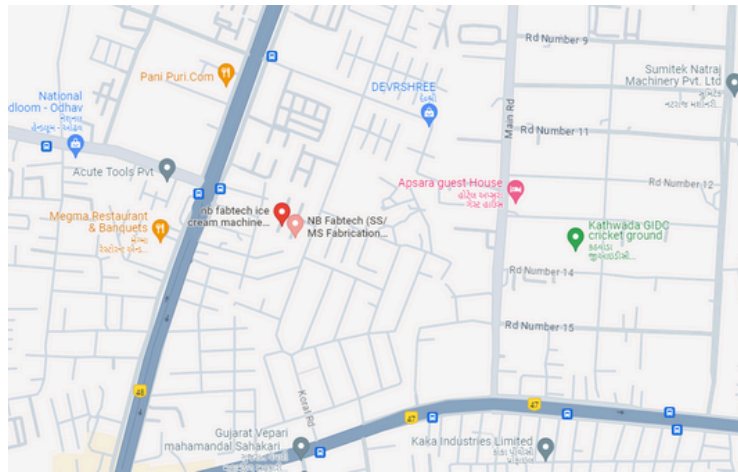 Rd Number 9
Pani Puri.Com
Sumitek Natraj
Machinery Pvt. Ltd
National
dloom - Odhav
DEVRSHREE
Main Rd
Rd Number 11
Acute Tools Pvt
Apsara guest House
Rd Number 12
nb fabtech ice
cream machine...
NB Fabtech (SS/
MS Fabrication...
Megma Restaurant
& Banquets
Kathwada GIDC
cricket ground
કઠવાડા
Rd Number 14
Rd Number 15
48
47
47
Korat Rd
Gujarat Vepari
mahamandal Sahakari...
Kaka Industries Limited